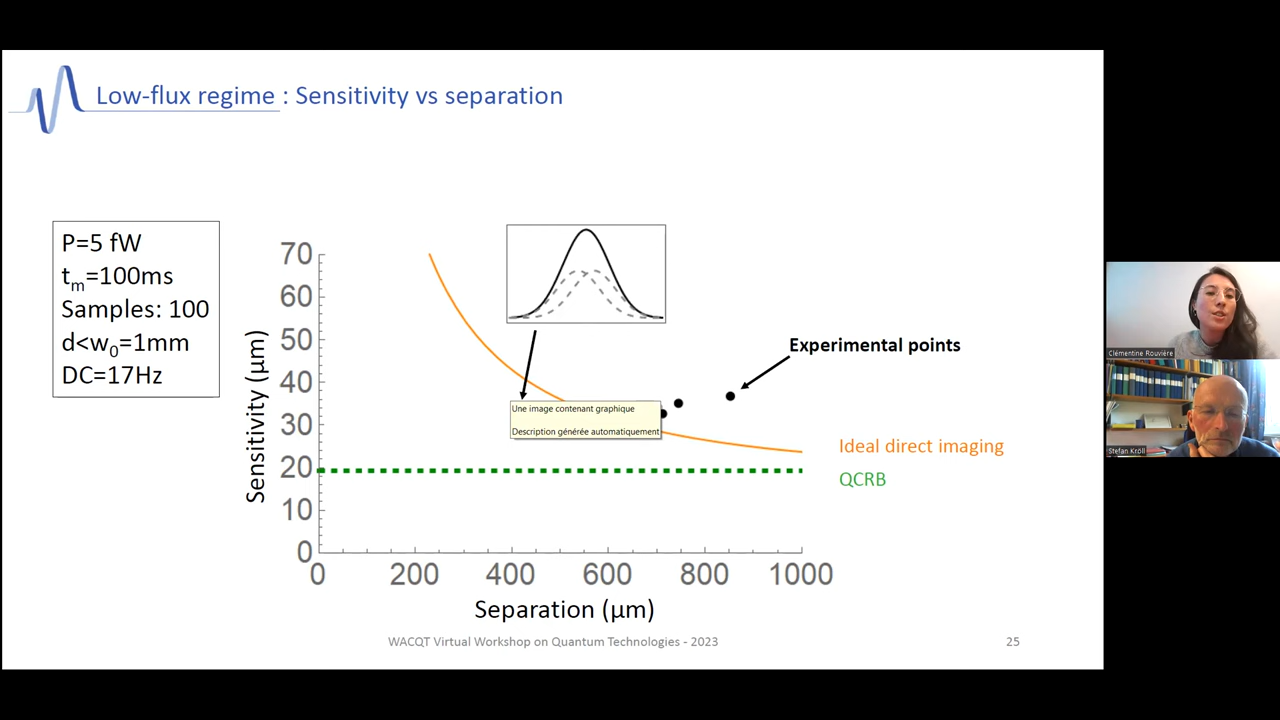 Low-flux regime : Sensitivity vs separation
P=5 fW
tm=100ms
Samples: 100
d<w0=1mm
DC=17Hz
Sensitivity (µm)
70
60
50
40
30
20
10
0
Une image contenant graphique
Description générée automatiquement
Experimental points
Ideal direct imaging
QCRB
0 200 400 600 800 1000
Separation (µm)
WACQT Virtual Workshop on Quantum Technologies - 2023
25
Clémentine Rouvière
Stefan Kröll